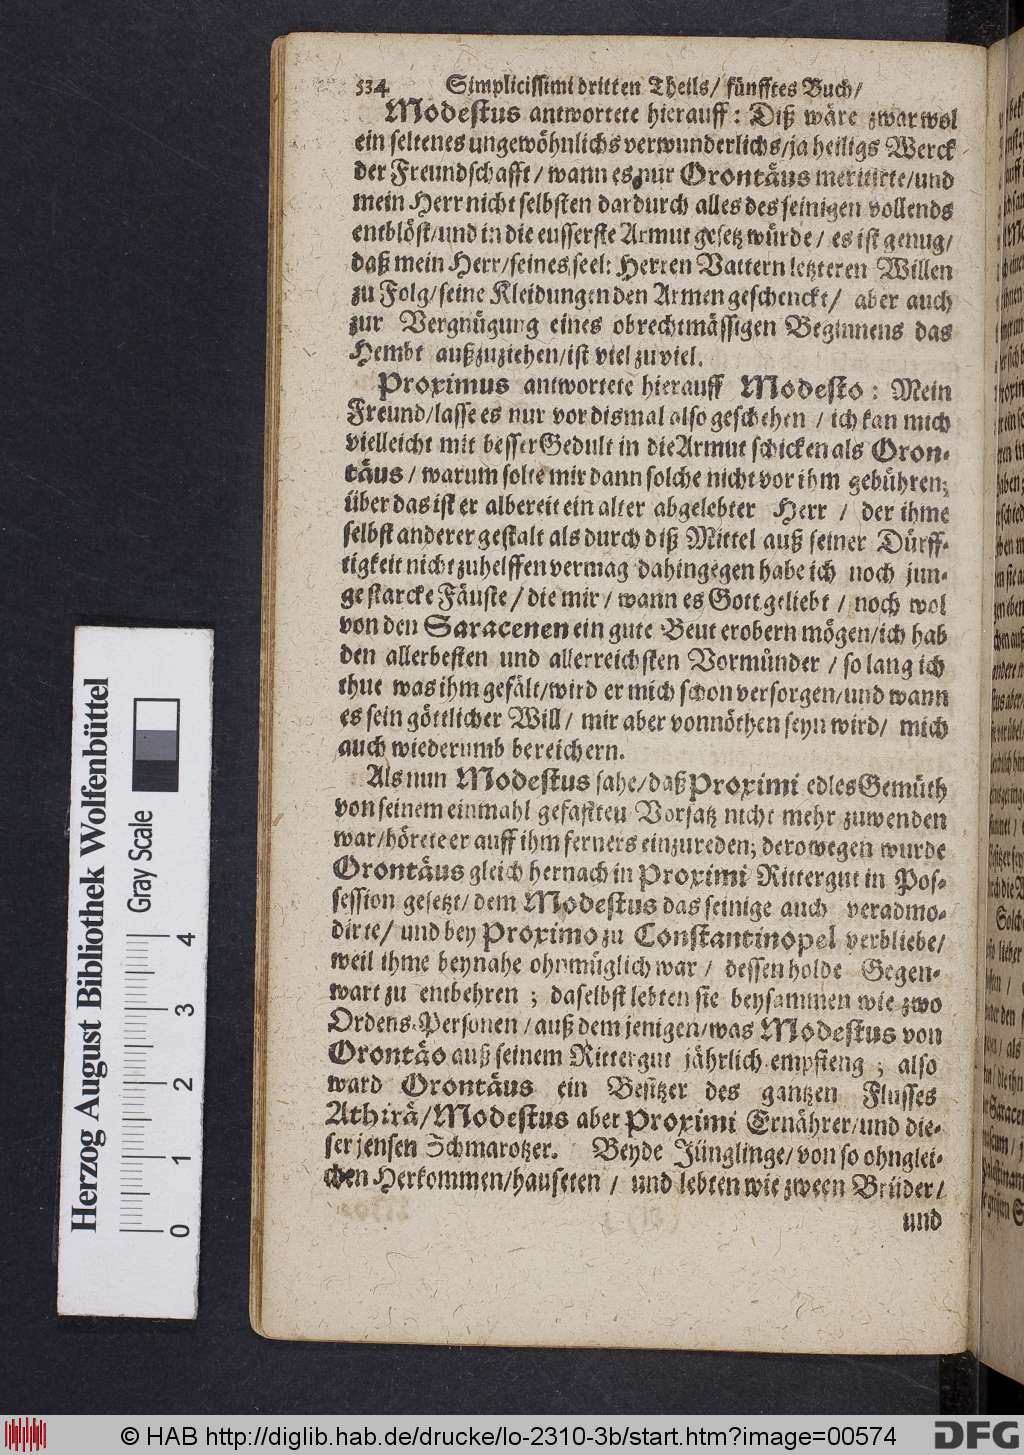 534 Simplicissimi dritten Theils/ fünfftes Buch/
Modestus antwortete hierauff: Diß wäre zwar wol
ein seltenes ungewöhnlichs verwunderlichs/ja heiligs Werck
der Freundschafft/ wann es nur Orontäus meritirte/und
mein Herr nicht selbsten dardurch alles des seinigen vollends
entblöst/und in die eusserste Armut gesetz würde/ es ist genug/
daß mein Herr/seines seel: Herren Vattern letzteren Willen
zu Folg/seine Kleidungen den Armen geschenckt/ aber auch
zur Vergnügung eines obrechtmässigen Beginnens das
Hembt außzuziehen/ist viel zu viel.
Proximus antwortete hierauff Modesto: Mein
Freund/lasse es nur vor dismal also geschehen / ich kan mich
vielleicht mit besser Gedult in die Armut schicken als Oron-
täus / warum solte mir dann solche nicht vor ihm gebühren;
über das ist er albereit ein alter abgelebter Herr / der ihme
selbst anderer gestalt als durch diß Mittel auß seiner Dürff-
tigkeit nicht zuhelffen vermag dahingegen habe ich noch jun-
ge starcke Fäuste / die mir / wann es Gott geliebt / noch wol
von den Saracenen ein gute Beut erobern mögen/ich hab
den allerbesten und allerreichsten Vormünder / so lang ich
thue was ihm gefält/wird er mich schon versorgen/und wann
es sein göttlicher Will / mir aber vonnöthen seyn wird/ mich
auch wiederumb bereichern.
Als nun Modestus sahe/daß Proximi edles Gemüth
von seinem einmahl gefassten Vorsatz nicht mehr zuwenden
war/höret er auff ihm ferners einzureden; derowegen wurde
Orontäus gleich hernach in Proximi Rittergut in Pos-
session gesetzt/ dem Modestus das seinige auch veradmo-
dirte/ und bey Proximo zu Constantinopel verbliebe/
weil ihme beynahe ohnmüglich war / dessen holde Gegen-
wart zu entbehren ; daselbst lebten sie beysammen wie zwo
Ordens-Personen / auß dem jenigen/was Modestus von
Orontäo auß seinem Rittergut jährlich empfieng ; also
ward Orontäus ein Besitzer des gantzen Flusses
Athirä/Modestus aber Proximi Ernährer/und die-
ser jensen Schmarotzer. Beyde Jünglinge/ von so ohnglei-
chen Herkommen/hauseten / und lebten wie zween Brüder/
und
Herzog August Bibliothek Wolfenbüttel
Gray Scale
0 1 2 3 4
© HAB http://diglib.hab.de/drucke/lo-2310-3b/start.htm?image=00574
DFG